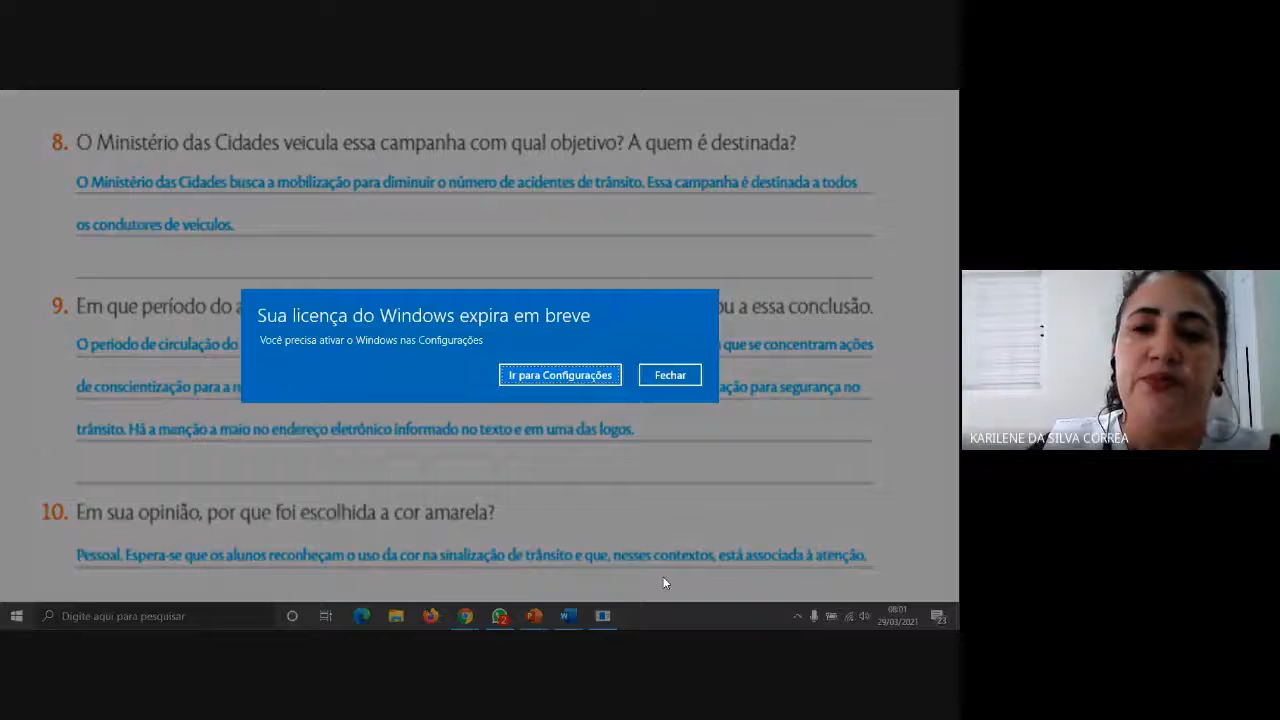 8. O Ministério das Cidades veicula essa campanha com qual objetivo? A quem é destinada?
O Ministério das Cidades busca a mobilização para diminuir o número de acidentes de trânsito. Essa campanha é destinada a todos
os condutores de veículos.
9. Em que período do a
ou a essa conclusão.
Sua licença do Windows expira em breve
Você precisa ativar o Windows nas Configurações
O período de circulação do
que se concentram ações
Ir para Configurações
Fechar
de conscientização para a
ação para segurança no
trânsito. Há a menção a maio no endereço eletrônico informado no texto e em uma das logos.
10. Em sua opinião, por que foi escolhida a cor amarela?
Pessoal. Espera-se que os alunos reconheçam o uso da cor na sinalização de trânsito e que, nesses contextos, está associada à atenção.
KARILENE DA SILVA CORREA
Digite aqui para pesquisar
2
08:01
29/03/2021
23